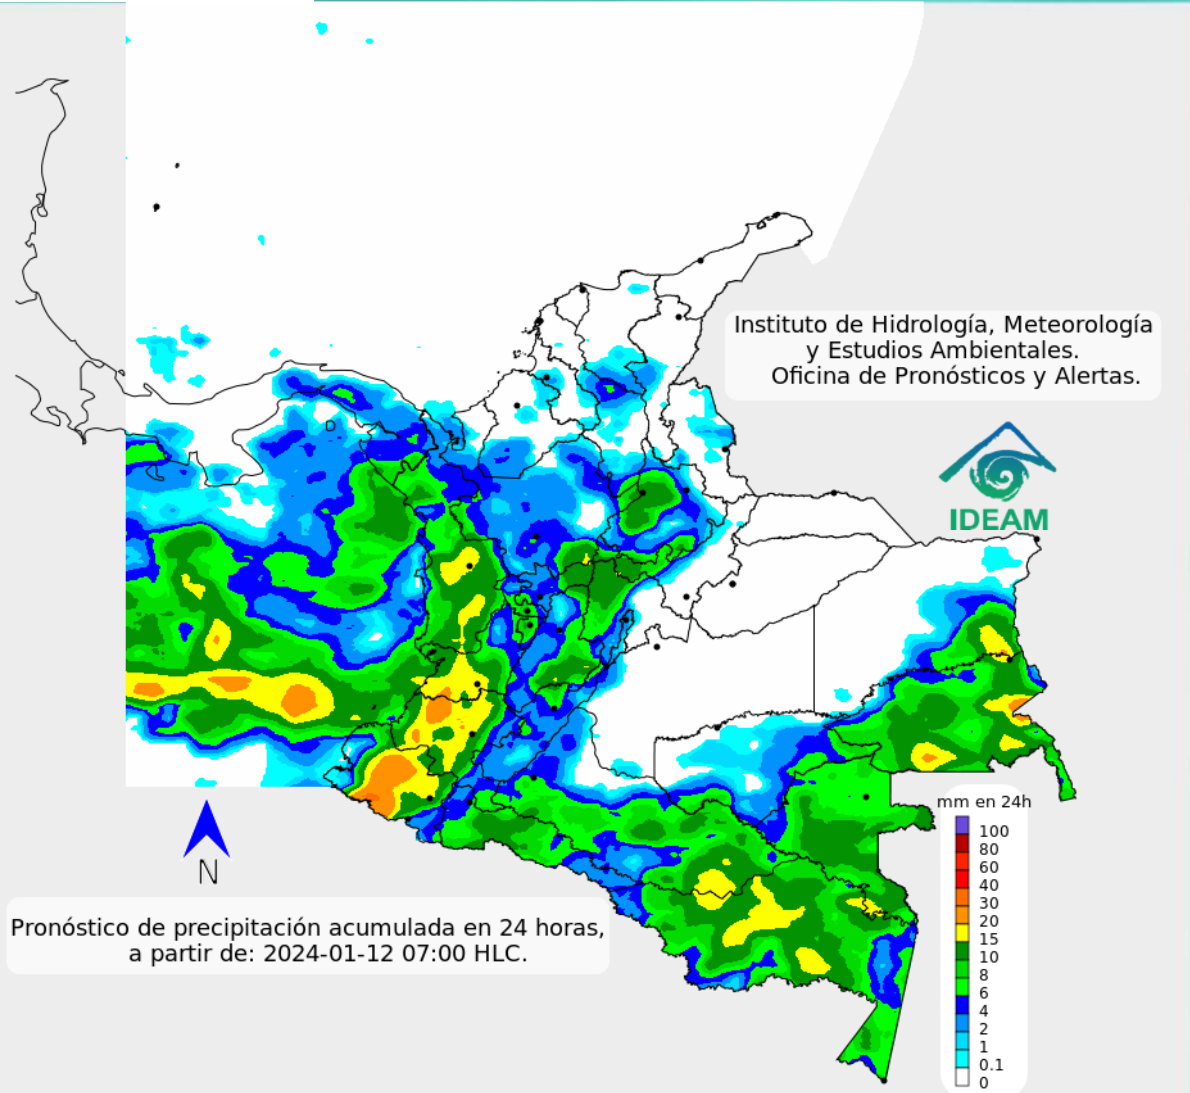 Instituto de Hidrología, Meteorología
y Estudios Ambientales.
Oficina de Pronósticos y Alertas.
IDEAM
N
Pronóstico de precipitación acumulada en 24 horas,
a partir de: 2024-01-12 07:00 HLC.
mm en 24h
100
80
60
40
30
20
15
10
8
6
4
2
1
0.1
0